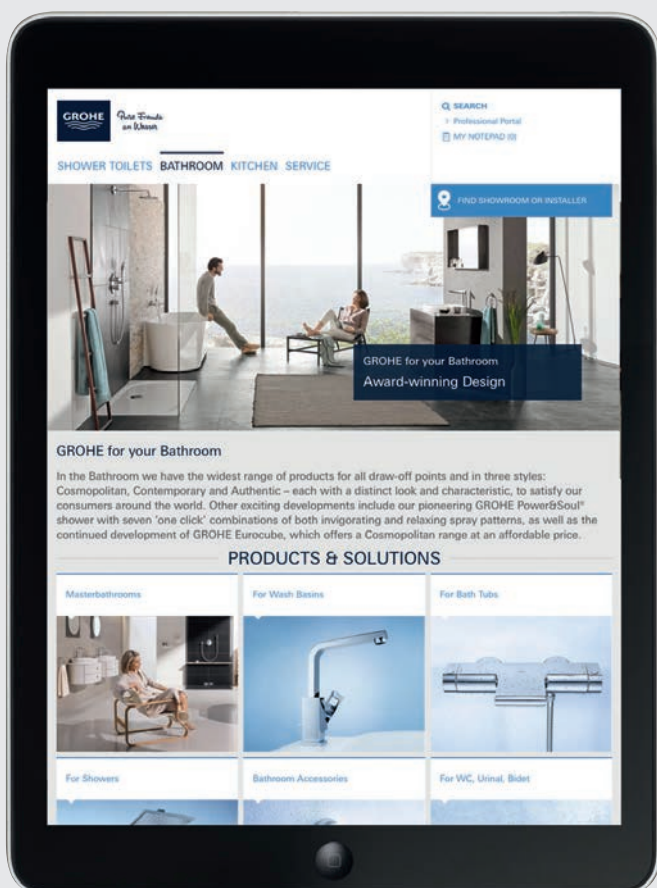 GROHE
Pure Freude
an Wasser
SEARCH
> Professional Portal
MY NOTEPAD (0)
SHOWER TOILETS BATHROOM KITCHEN SERVICE
FIND SHOWROOM OR INSTALLER
GROHE for your Bathroom
Award-winning Design
GROHE for your Bathroom
In the Bathroom we have the widest range of products for all draw-off points and in three styles:
Cosmopolitan, Contemporary and Authentic – each with a distinct look and characteristic, to satisfy our
consumers around the world. Other exciting developments include our pioneering GROHE Power&Soul®
shower with seven ‘one click’ combinations of both invigorating and relaxing spray patterns, as well as the
continued development of GROHE Eurocube, which offers a Cosmopolitan range at an affordable price.
PRODUCTS & SOLUTIONS
Masterbathrooms For Wash Basins For Bath Tubs
For Showers Bathroom Accessories For WC, Urinal, Bidet